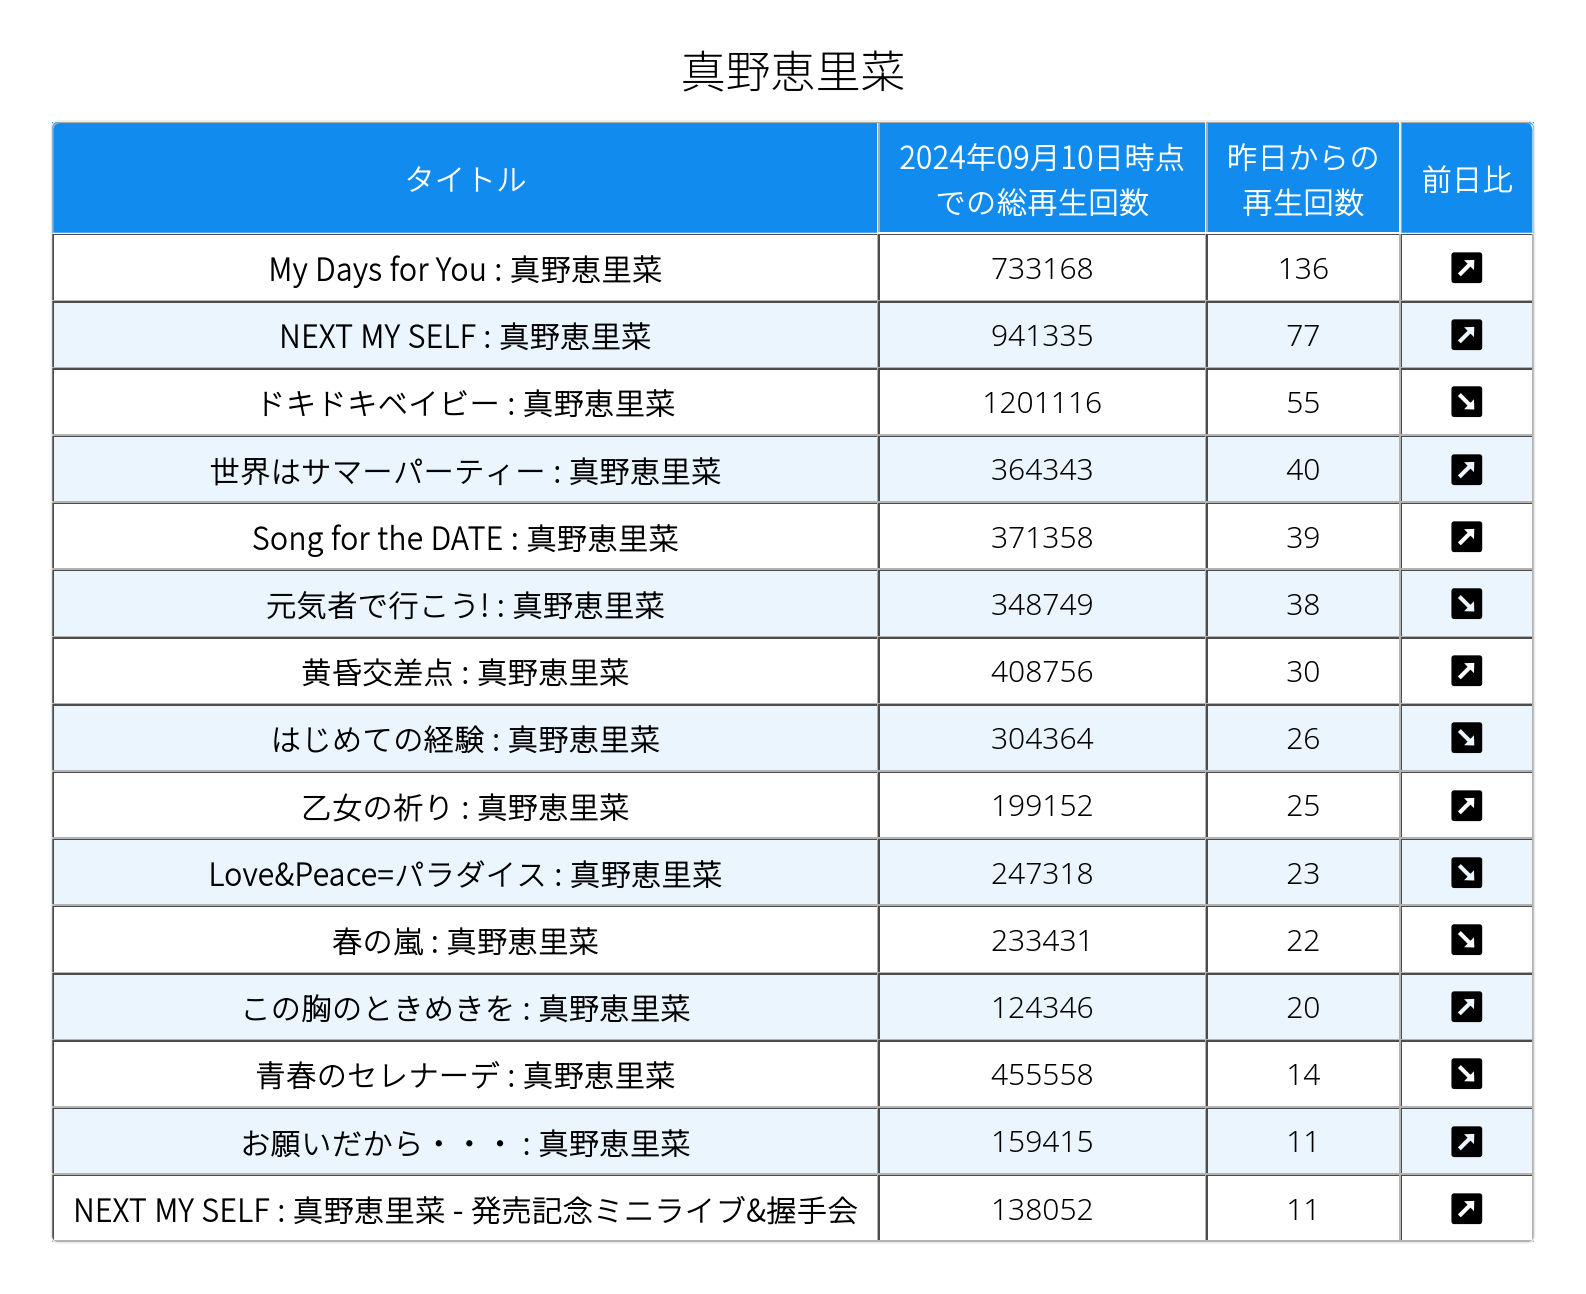 真野恵里菜
タイトル
2024年09月10日時点
での総再生回数
昨日からの
再生回数
前日比
My Days for You : 真野恵里菜 733168 136
NEXT MY SELF : 真野恵里菜 941335 77
ドキドキベイビー : 真野恵里菜 1201116 55
世界はサマーパーティー : 真野恵里菜 364343 40
Song for the DATE : 真野恵里菜 371358 39
元気者で行こう! : 真野恵里菜 348749 38
黄昏交差点 : 真野恵里菜 408756 30
はじめての経験 : 真野恵里菜 304364 26
乙女の祈り : 真野恵里菜 199152 25
Love&Peace=パラダイス : 真野恵里菜 247318 23
春の嵐 : 真野恵里菜 233431 22
この胸のときめきを : 真野恵里菜 124346 20
青春のセレナーデ : 真野恵里菜 455558 14
お願いだから・・・ : 真野恵里菜 159415 11
NEXT MY SELF : 真野恵里菜 - 発売記念ミニライブ&握手会 138052 11